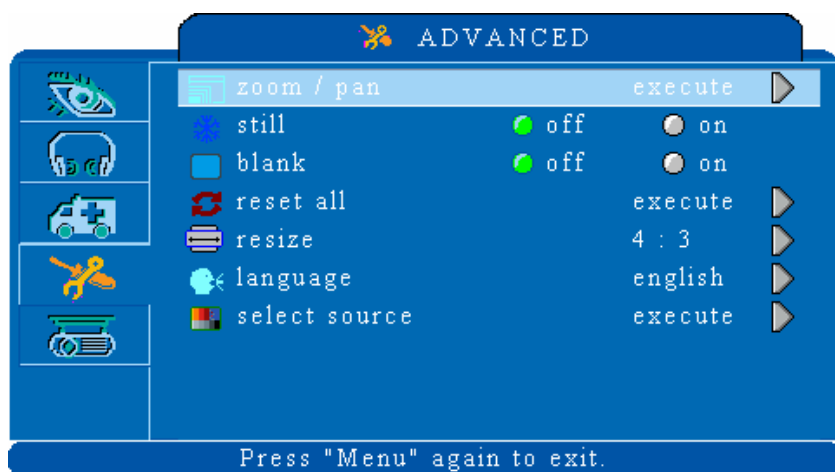 ADVANCED
zoom / pan execute
still off on
blank off on
reset all execute
resize 4 : 3
language english
select source execute
Press "Menu" again to exit.